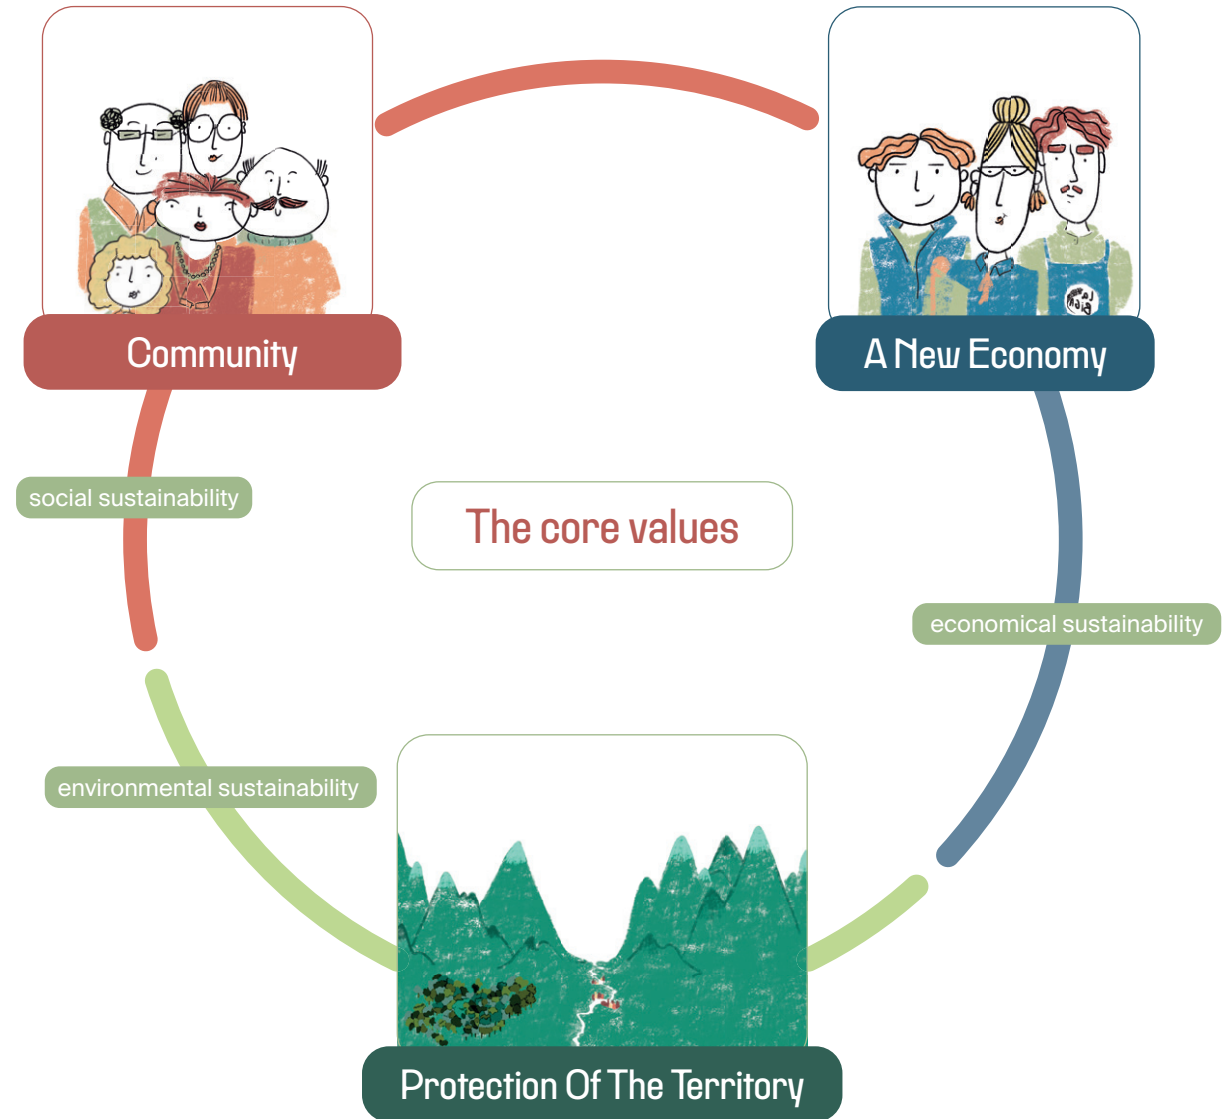 Community
A New Economy
social sustainability
The core values
economical sustainability
environmental sustainability
Protection Of The Territory